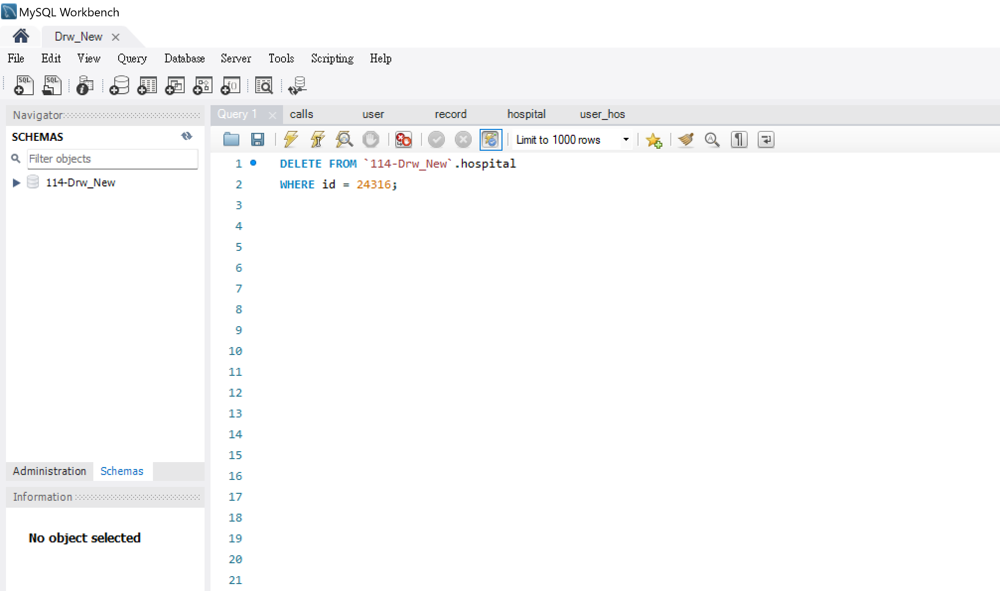 MySQL Workbench
Drw_New
File Edit View Query Database Server Tools Scripting Help
Navigator
SCHEMAS
Filter objects
114-Drw_New
Administration Schemas
Information
No object selected
Query 1 calls user record hospital user_hos
Limit to 1000 rows
1 DELETE FROM `114-Drw_New`.hospital
2 WHERE id = 24316;
3
4
5
6
7
8
9
10
11
12
13
14
15
16
17
18
19
20
21